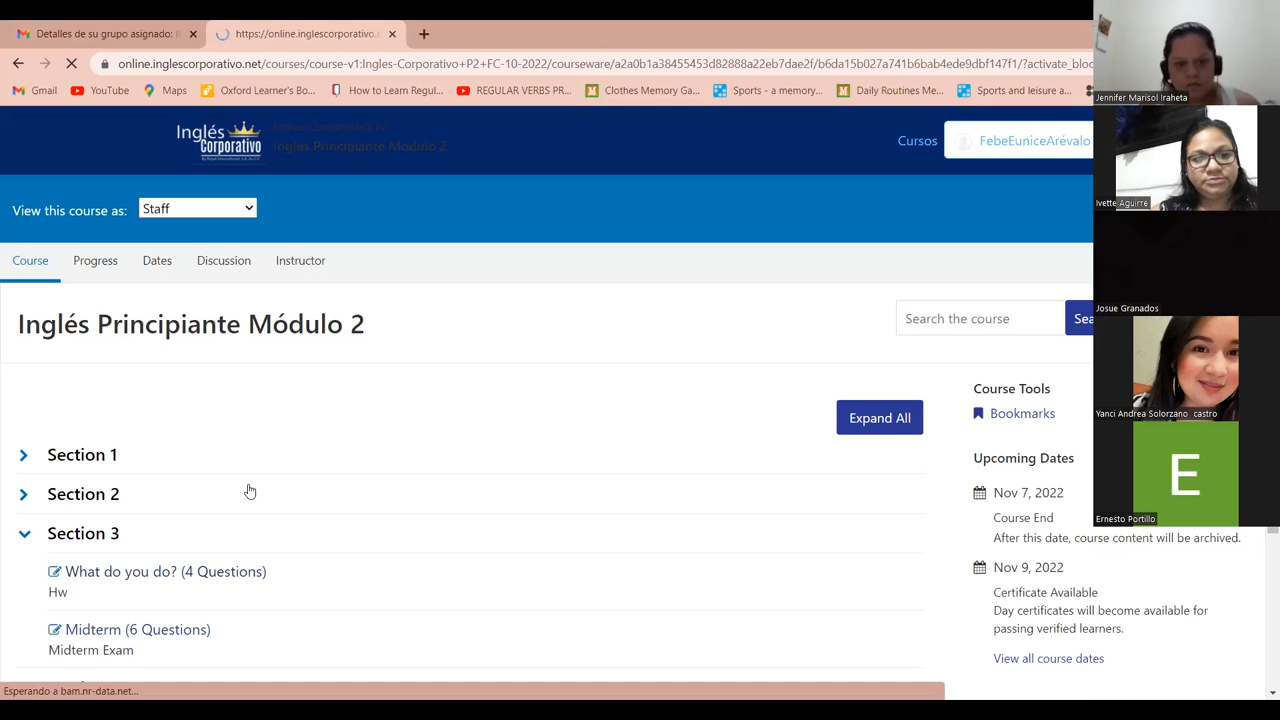 Detalles de su grupo asignado: I
https://online.inglescorporativo.
online.inglescorporativo.net/courses/course-v1:Ingles-Corporativo+P2+FC-10-2022/courseware/a2a0b1a38455453d82888a22eb7dae2f/b6da15b027a741b6bab4ede9dbf147f1/?activate_bloc
Gmail
YouTube
Maps
Oxford Learner's Bo...
How to Learn Regul...
REGULAR VERBS PR...
Clothes Memory Ga...
Sports - a memory...
Daily Routines Me...
Sports and leisure a...
Inglés Corporativo
Ingles-Corporativo P2
Inglés Principiante Módulo 2
Cursos
FebeEuniceArévalo
View this course as:
Staff
Course
Progress
Dates
Discussion
Instructor
Inglés Principiante Módulo 2
Search the course
Sea
Expand All
Section 1
Section 2
Section 3
What do you do? (4 Questions)
Hw
Midterm (6 Questions)
Midterm Exam
Course Tools
Bookmarks
Upcoming Dates
Nov 7, 2022
Course End
After this date, course content will be archived.
Nov 9, 2022
Certificate Available
Day certificates will become available for
passing verified learners.
View all course dates
Esperando a bam.nr-data.net...
Jennifer Marisol Iraheta
Ivette Aguirre
Josue Granados
Yanci Andrea Solorzano castro
E
Ernesto Portillo